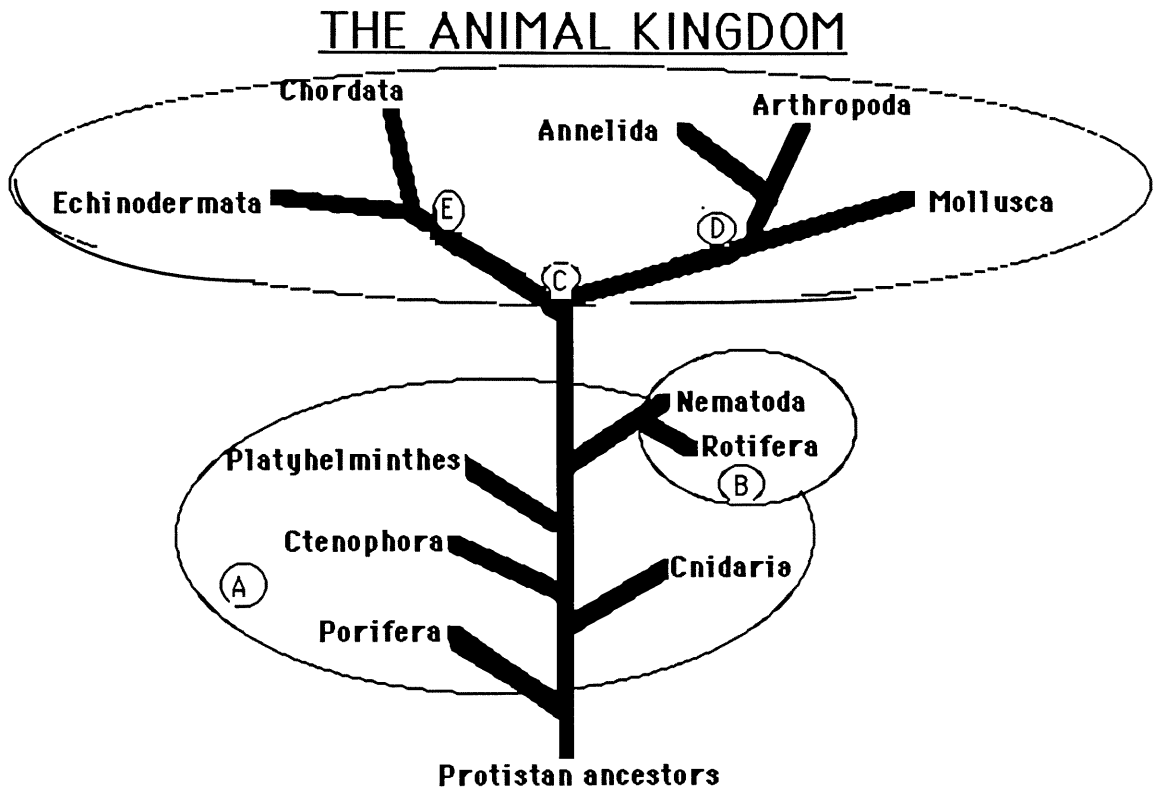 THE ANIMAL KINGDOM
Chordata
Arthropoda
Annelida
Echinodermata
E
D
Mollusca
C
Nematoda
Rotifera
Platyhelminthes
B
Ctenophora
Cnidaria
A
Porifera
Protistan ancestors